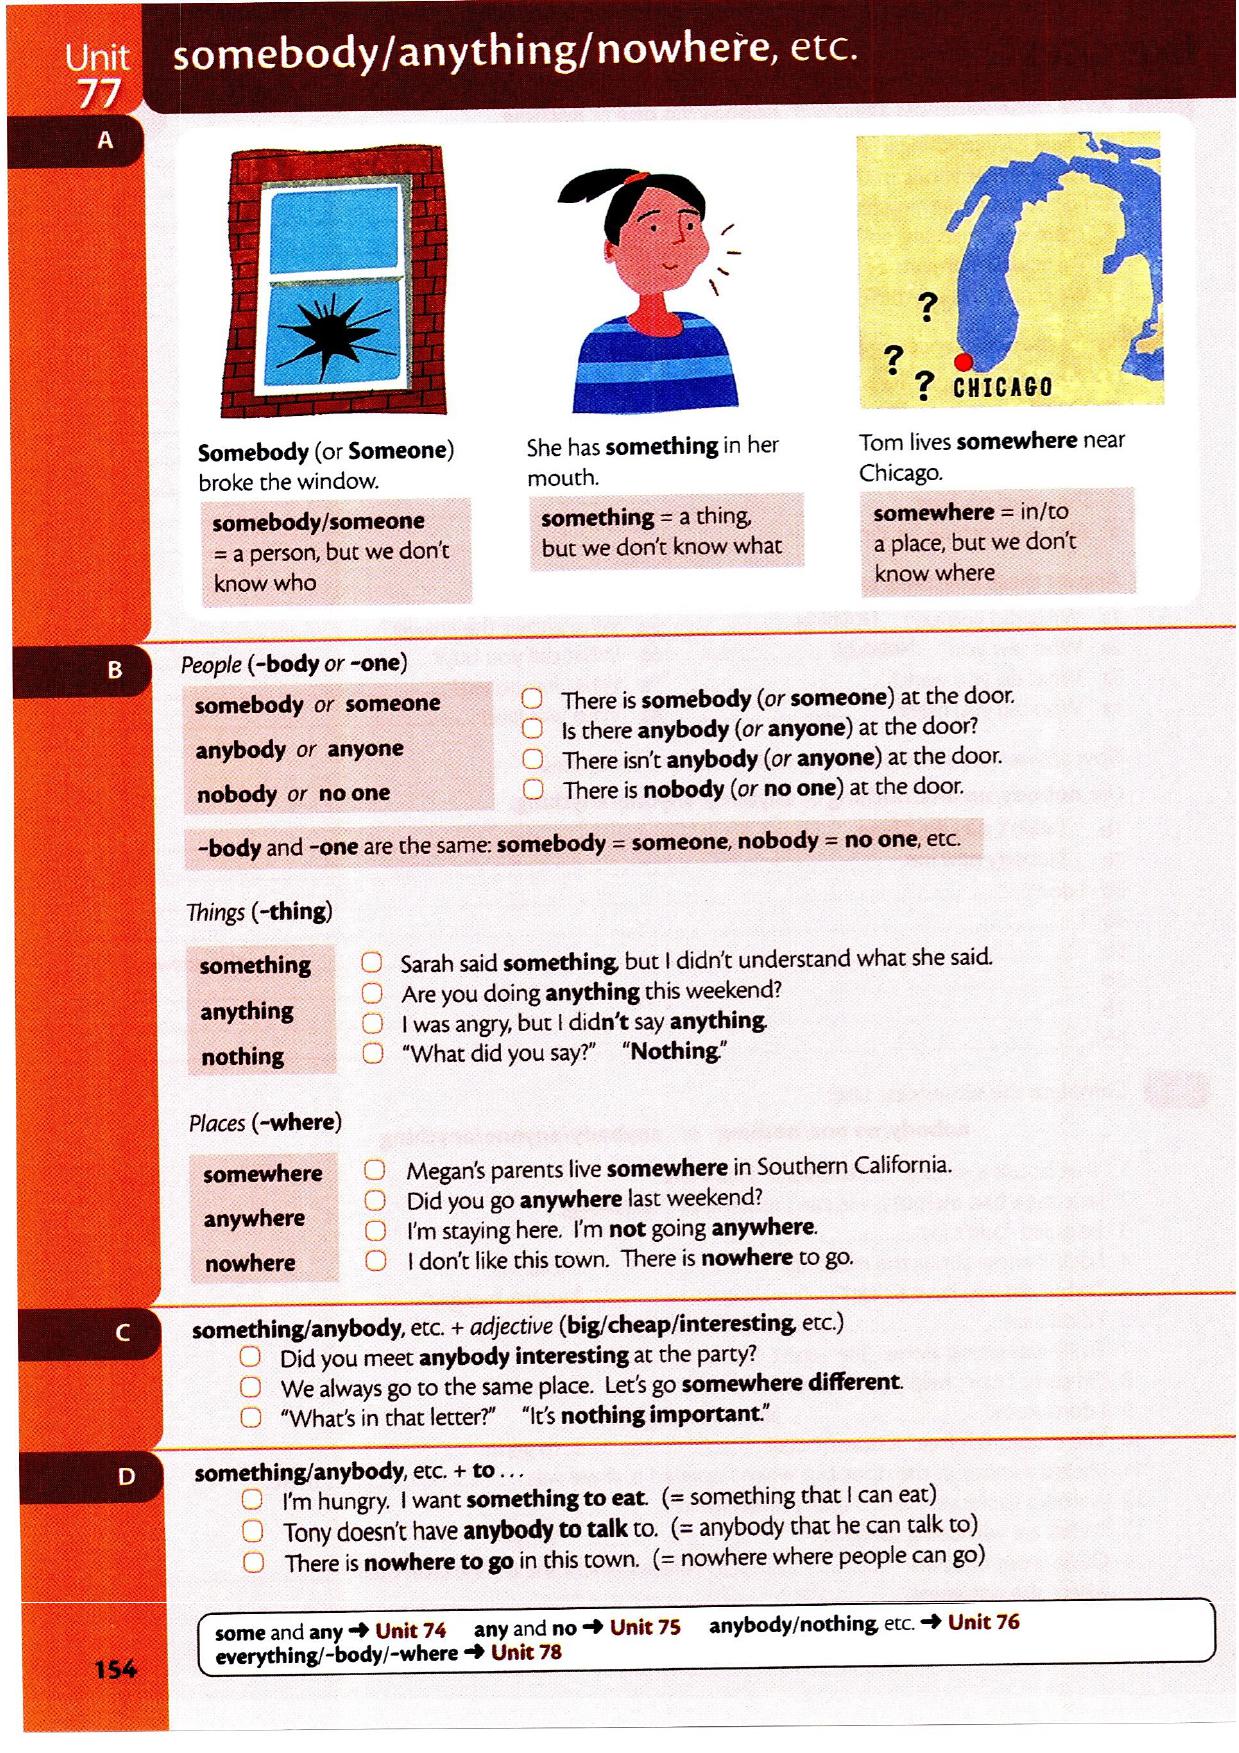 Unit
77
somebody/anything/nowhere, etc.
A
CHICAGO
?
?
?
Somebody (or Someone)
broke the window.
somebody/someone
= a person, but we don't
know who
She has something in her
mouth.
something = a thing,
but we don't know what
Tom lives somewhere near
Chicago.
somewhere = in/to
a place, but we don't
know where
B
People (-body or -one)
somebody or someone
anybody or anyone
nobody or no one
There is somebody (or someone) at the door.
Is there anybody (or anyone) at the door?
There isn't anybody (or anyone) at the door.
There is nobody (or no one) at the door.
-body and -one are the same: somebody = someone, nobody = no one, etc.
Things (-thing)
something
anything
nothing
Sarah said something, but I didn't understand what she said.
Are you doing anything this weekend?
I was angry, but I didn't say anything.
"What did you say?" "Nothing."
Places (-where)
somewhere
anywhere
nowhere
Megan's parents live somewhere in Southern California.
Did you go anywhere last weekend?
I'm staying here. I'm not going anywhere.
I don't like this town. There is nowhere to go.
C
something/anybody, etc. + adjective (big/cheap/interesting, etc.)
Did you meet anybody interesting at the party?
We always go to the same place. Let's go somewhere different.
"What's in that letter?" "It's nothing important."
D
something/anybody, etc. + to ...
I'm hungry. I want something to eat. (= something that I can eat)
Tony doesn't have anybody to talk to. (= anybody that he can talk to)
There is nowhere to go in this town. (= nowhere where people can go)
some and any → Unit 74 any and no → Unit 75 anybody/nothing, etc. → Unit 76
everything/-body/-where → Unit 78
154